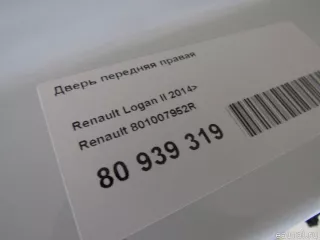 Дверь передняя правая
Renault Logan II 2014>
Renault 801007952R
80 939 319